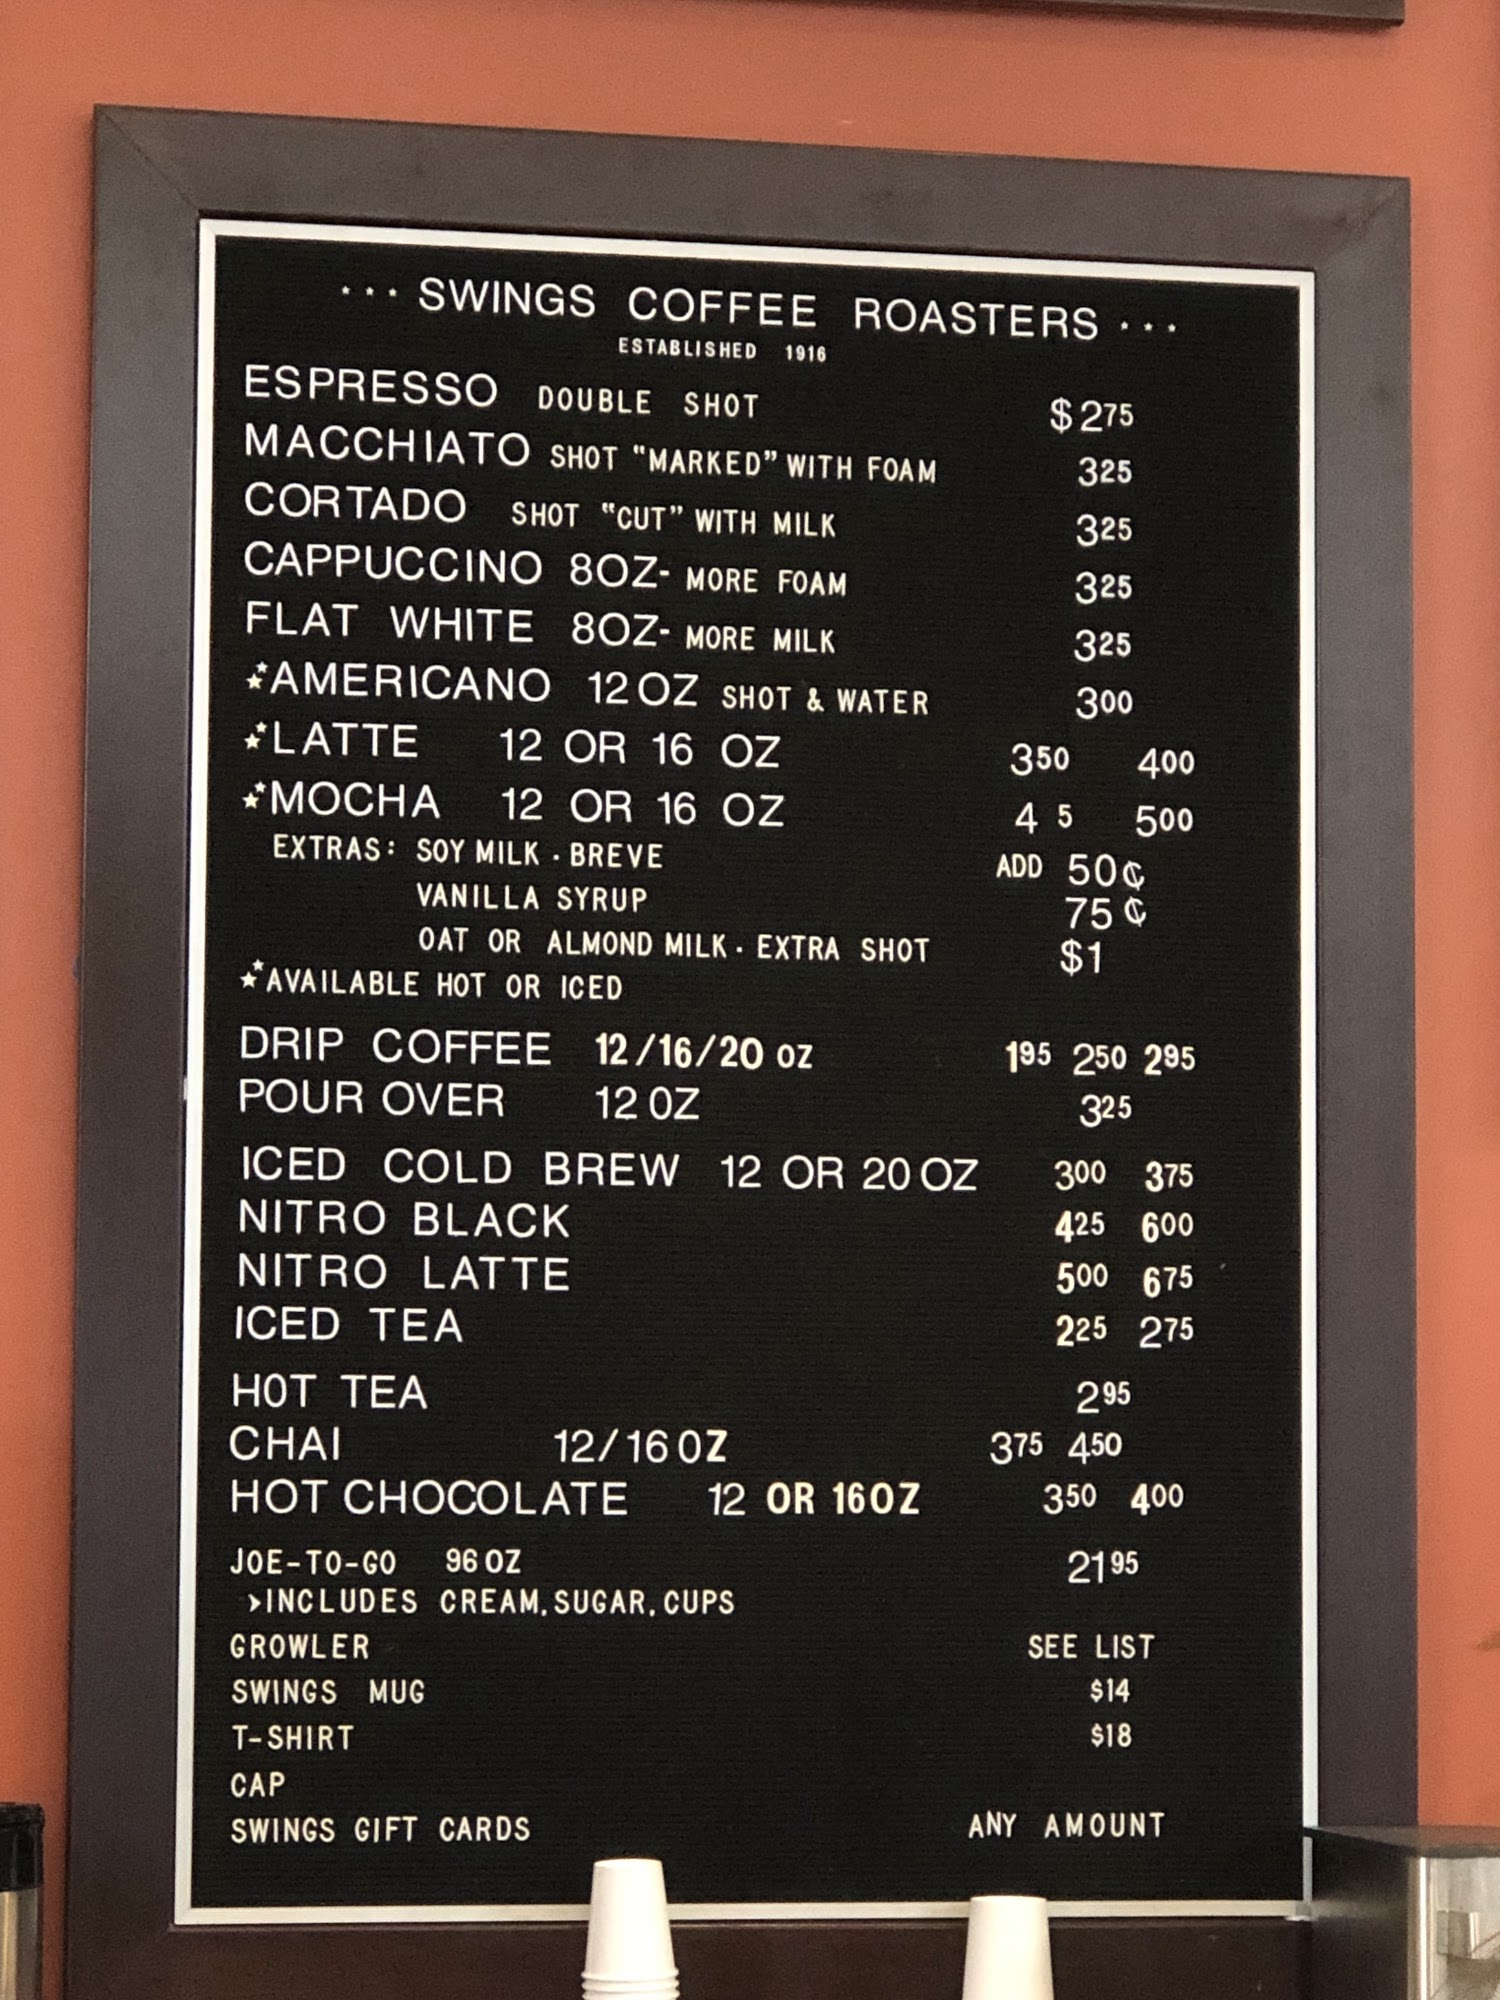 ··· SWINGS COFFEE ROASTERS ···
ESTABLISHED 1916
ESPRESSO DOUBLE SHOT $275
MACCHIATO SHOT "MARKED" WITH FOAM 325
CORTADO SHOT "CUT" WITH MILK 325
CAPPUCCINO 8OZ- MORE FOAM 325
FLAT WHITE 8OZ- MORE MILK 325
**AMERICANO 12OZ SHOT & WATER 300
**LATTE 12 OR 16 OZ 350 400
**MOCHA 12 OR 16 OZ 4 5 500
EXTRAS: SOY MILK · BREVE ADD 50¢
VANILLA SYRUP 75¢
OAT OR ALMOND MILK · EXTRA SHOT $1
**AVAILABLE HOT OR ICED
DRIP COFFEE 12/16/20 OZ 195 250 295
POUR OVER 12 OZ 325
ICED COLD BREW 12 OR 20 OZ 300 375
NITRO BLACK 425 600
NITRO LATTE 500 675
ICED TEA 225 275
HOT TEA 295
CHAI 12/16 OZ 375 450
HOT CHOCOLATE 12 OR 16OZ 350 400
JOE-TO-GO 96 OZ 2195
>INCLUDES CREAM, SUGAR, CUPS
GROWLER SEE LIST
SWINGS MUG $14
T-SHIRT $18
CAP
SWINGS GIFT CARDS ANY AMOUNT